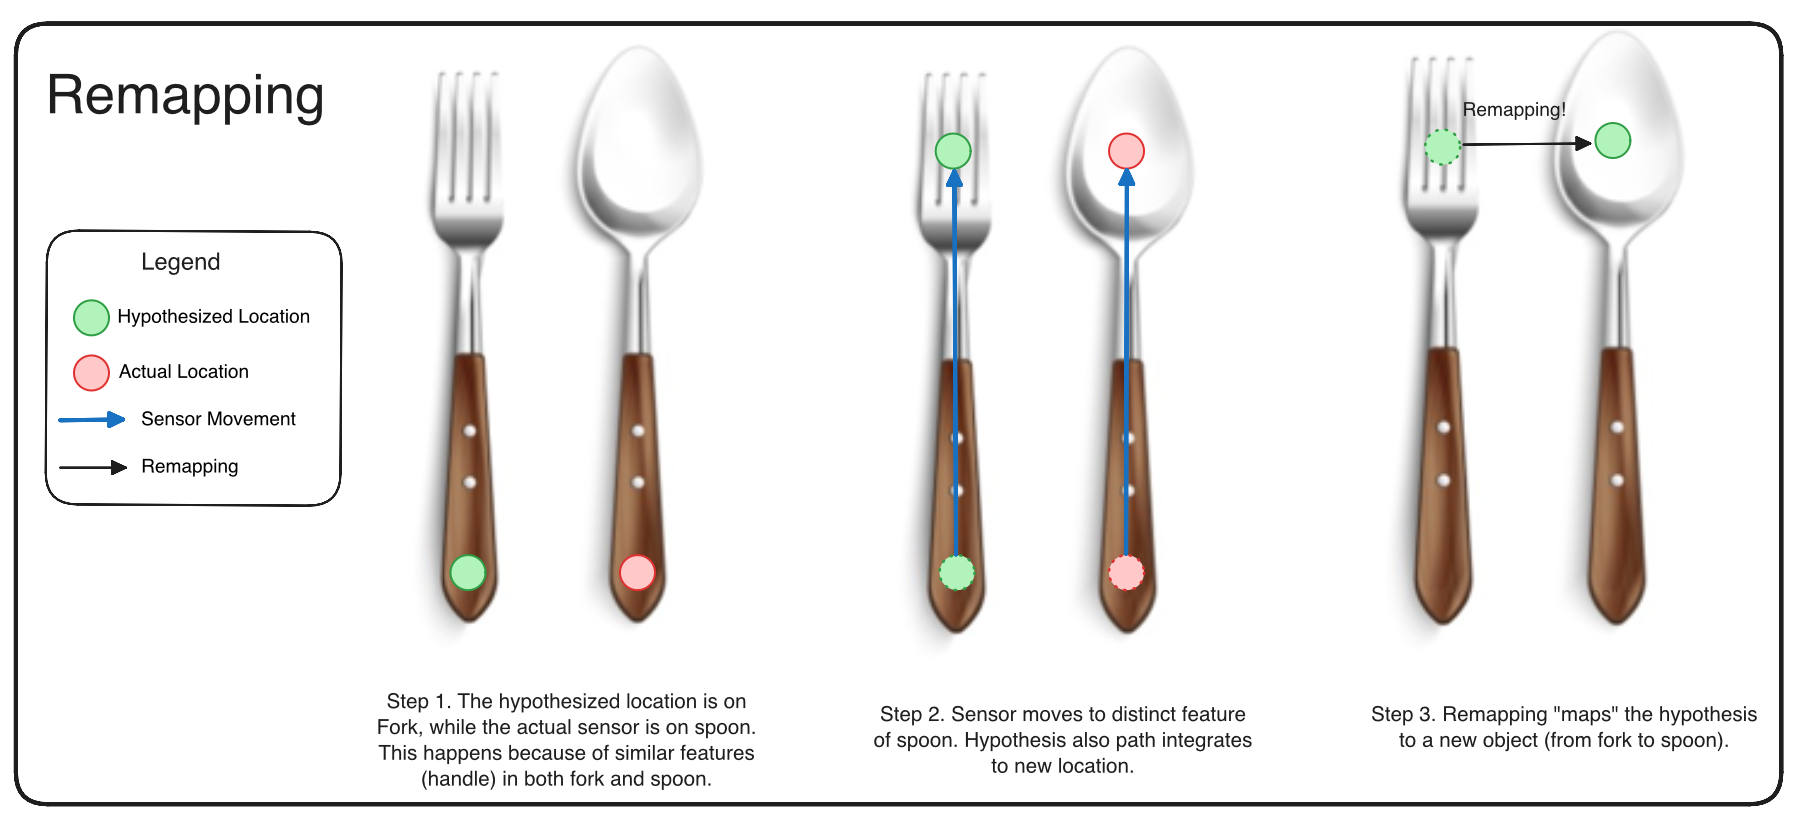 Remapping
Legend
Hypothesized Location
Actual Location
Sensor Movement
Remapping
Step 1. The hypothesized location is on
Fork, while the actual sensor is on spoon.
This happens because of similar features
(handle) in both fork and spoon.
Step 2. Sensor moves to distinct feature
of spoon. Hypothesis also path integrates
to new location.
Remapping!
Step 3. Remapping "maps" the hypothesis
to a new object (from fork to spoon).